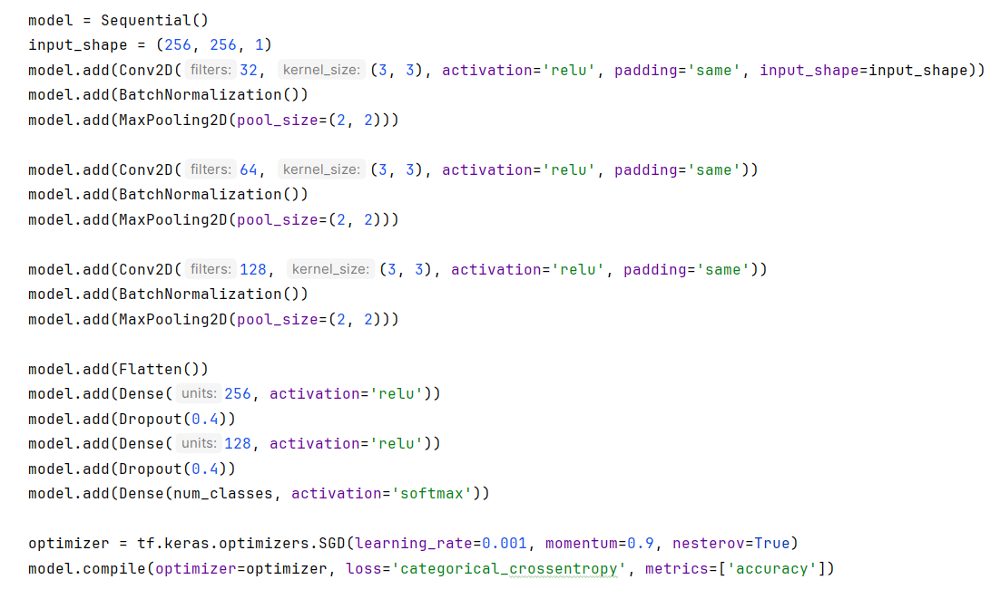 model = Sequential()
input_shape = (256, 256, 1)
model.add(Conv2D( filters: 32, kernel_size: (3, 3), activation='relu', padding='same', input_shape=input_shape))
model.add(BatchNormalization())
model.add(MaxPooling2D(pool_size=(2, 2)))
model.add(Conv2D( filters: 64, kernel_size: (3, 3), activation='relu', padding='same'))
model.add(BatchNormalization())
model.add(MaxPooling2D(pool_size=(2, 2)))
model.add(Conv2D( filters: 128, kernel_size: (3, 3), activation='relu', padding='same'))
model.add(BatchNormalization())
model.add(MaxPooling2D(pool_size=(2, 2)))
model.add(Flatten())
model.add(Dense( units: 256, activation='relu'))
model.add(Dropout(0.4))
model.add(Dense( units: 128, activation='relu'))
model.add(Dropout(0.4))
model.add(Dense(num_classes, activation='softmax'))
optimizer = tf.keras.optimizers.SGD(learning_rate=0.001, momentum=0.9, nesterov=True)
model.compile(optimizer=optimizer, loss='categorical_crossentropy', metrics=['accuracy'])